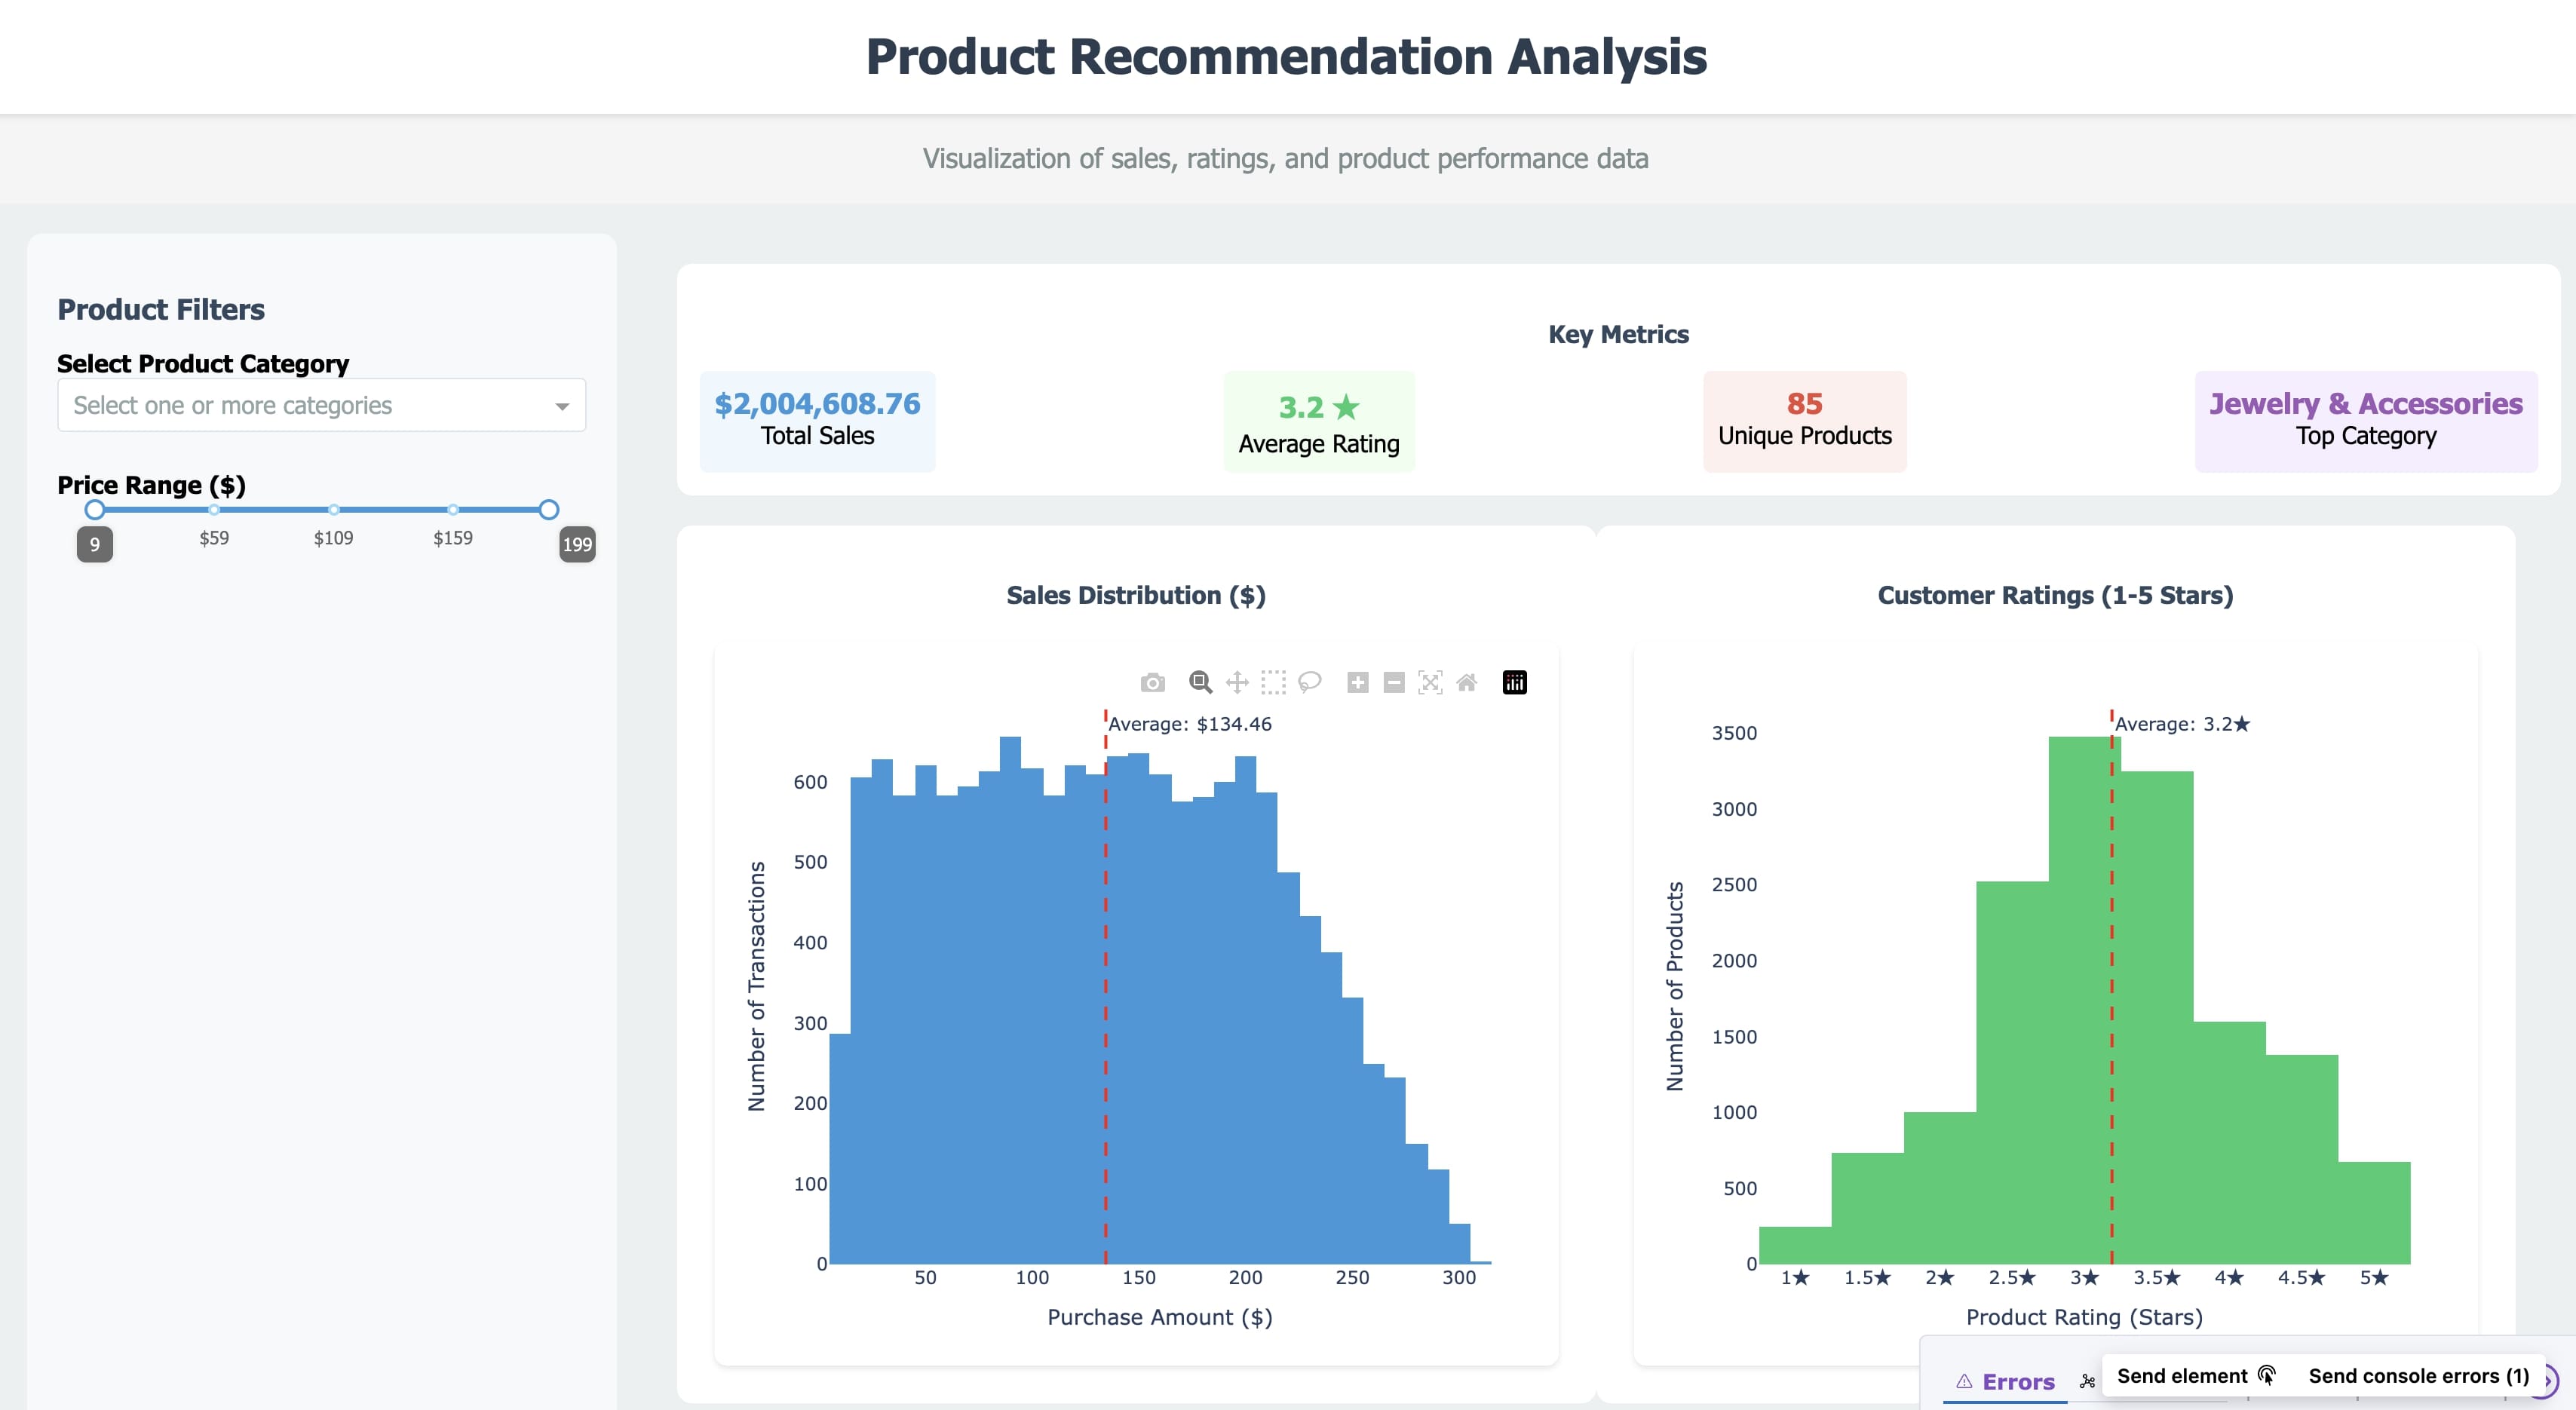 Product Recommendation Analysis
Visualization of sales, ratings, and product performance data
Product Filters
Select Product Category
Select one or more categories
Price Range ($)
$59
$109
$159
9
199
Key Metrics
$2,004,608.76
Total Sales
3.2 ★
Average Rating
85
Unique Products
Jewelry & Accessories
Top Category
Sales Distribution ($)
Average: $134.46
600
500
400
300
200
100
0
Number of Transactions
50 100 150 200 250 300
Purchase Amount ($)
Customer Ratings (1-5 Stars)
Average: 3.2★
3500
3000
2500
2000
1500
1000
500
0
Number of Products
1★ 1.5★ 2★ 2.5★ 3★ 3.5★ 4★ 4.5★ 5★
Product Rating (Stars)
Errors
Send element
Send console errors (1)